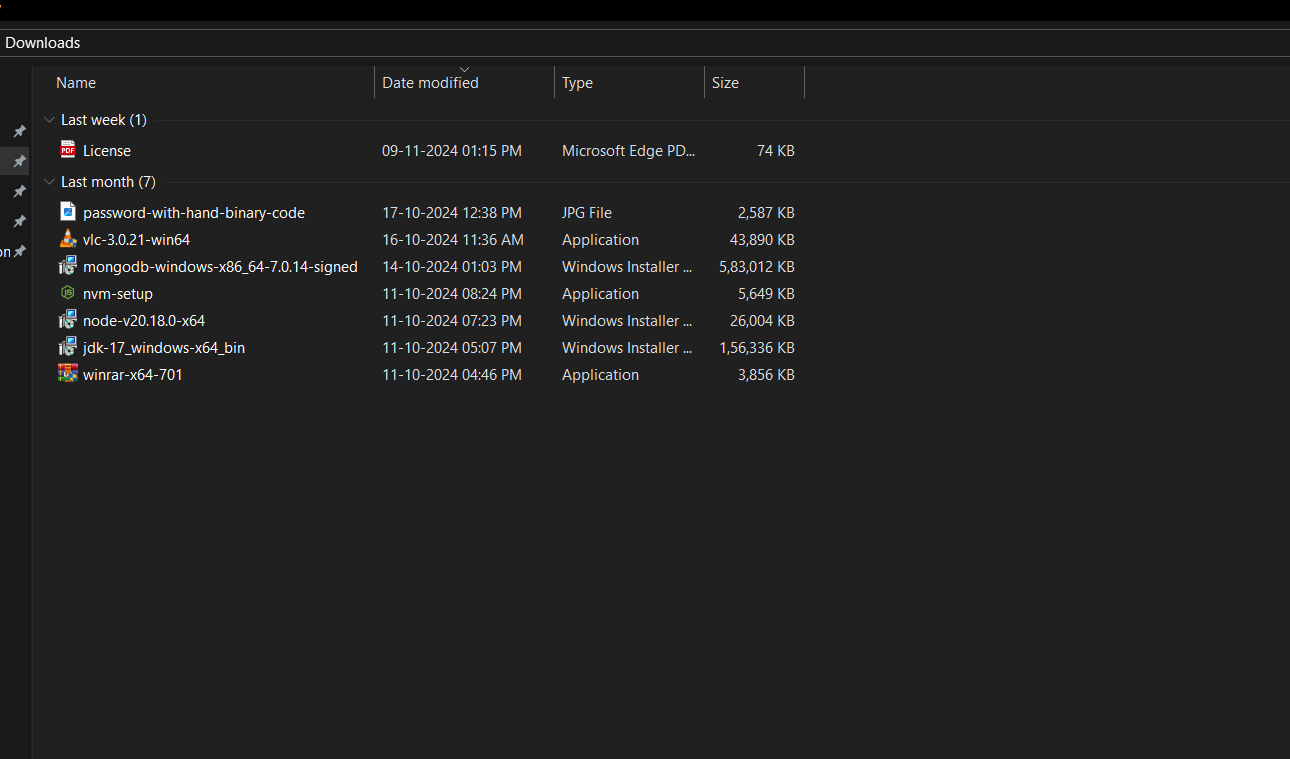 Downloads
Name Date modified Type Size
Last week (1)
License 09-11-2024 01:15 PM Microsoft Edge PD... 74 KB
Last month (7)
password-with-hand-binary-code 17-10-2024 12:38 PM JPG File 2,587 KB
vlc-3.0.21-win64 16-10-2024 11:36 AM Application 43,890 KB
mongodb-windows-x86_64-7.0.14-signed 14-10-2024 01:03 PM Windows Installer ... 5,83,012 KB
on
nvm-setup 11-10-2024 08:24 PM Application 5,649 KB
node-v20.18.0-x64 11-10-2024 07:23 PM Windows Installer ... 26,004 KB
jdk-17_windows-x64_bin 11-10-2024 05:07 PM Windows Installer ... 1,56,336 KB
winrar-x64-701 11-10-2024 04:46 PM Application 3,856 KB